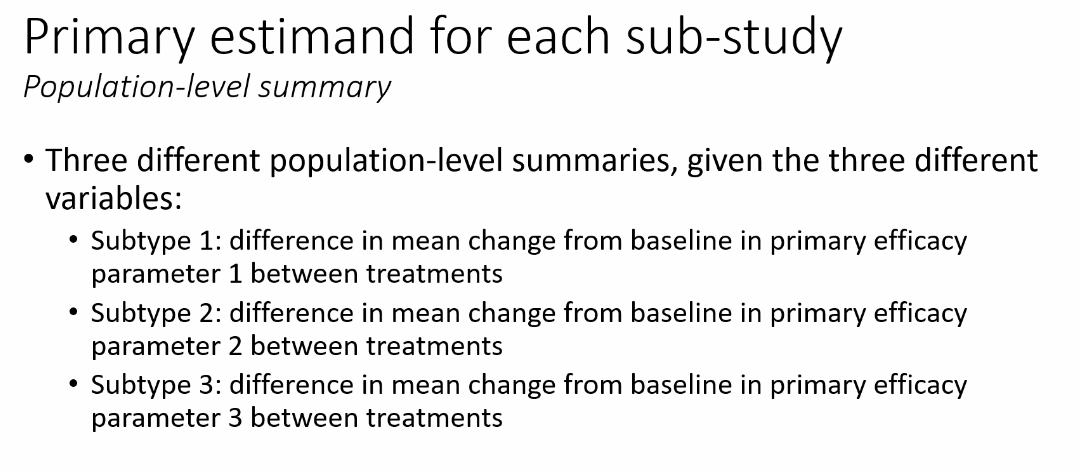 Primary estimand for each sub-study
Population-level summary
• Three different population-level summaries, given the three different
variables:
• Subtype 1: difference in mean change from baseline in primary efficacy
parameter 1 between treatments
• Subtype 2: difference in mean change from baseline in primary efficacy
parameter 2 between treatments
• Subtype 3: difference in mean change from baseline in primary efficacy
parameter 3 between treatments